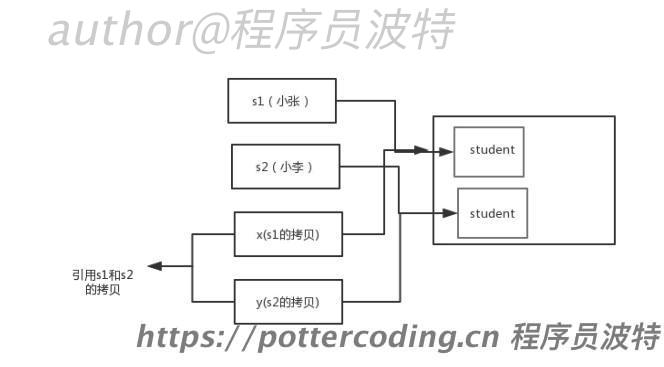 author@程序员波特
s1（小张）
student
s2（小李）
student
x(s1的拷贝)
引用s1和s2
的拷贝
y(s2的拷贝)
https://pottercoding.cn 程序员波特